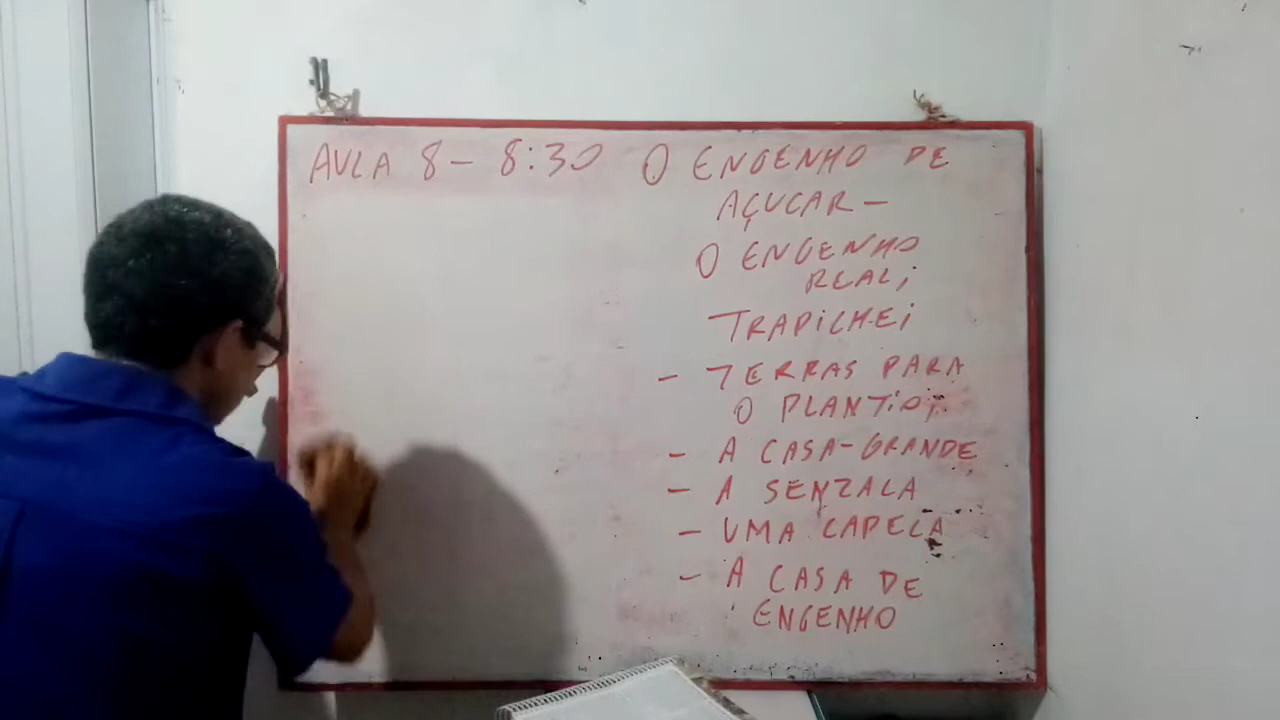 AULA 8 - 8:30 O ENGENHO DE
AÇUCAR -
O ENGENHO
REAL;
TRAPICHE;
- TERRAS PARA
O PLANTIO;
- A CASA-GRANDE
- A SENZALA
- UMA CAPELA
- A CASA DE
ENGENHO